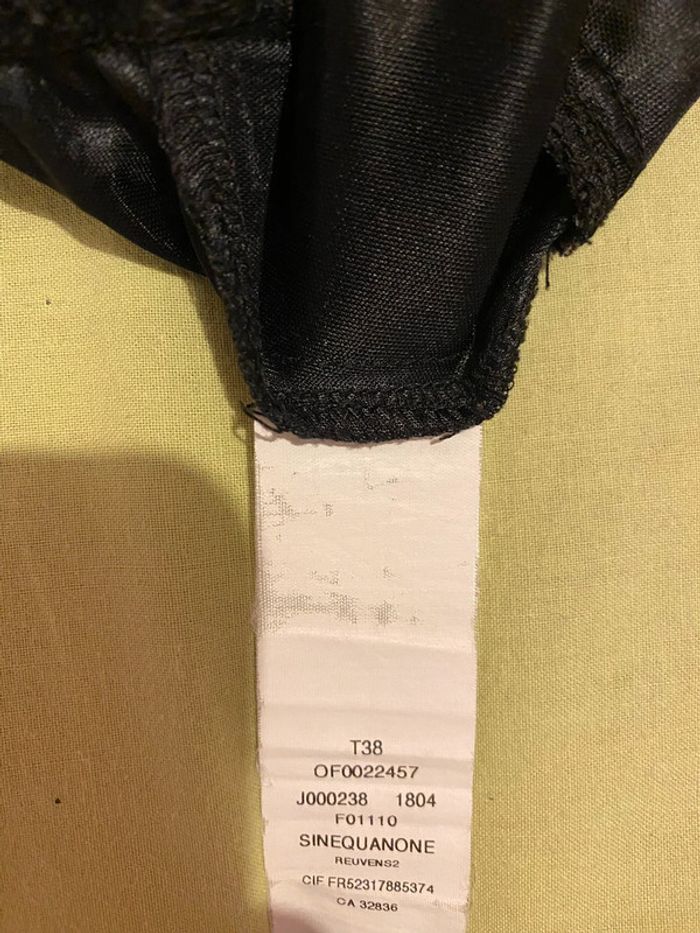 T38
OF0022457
J000238 1804
F01110
SINEQUANONE
REUVENS2
CIF FR52317885374
CA 32836